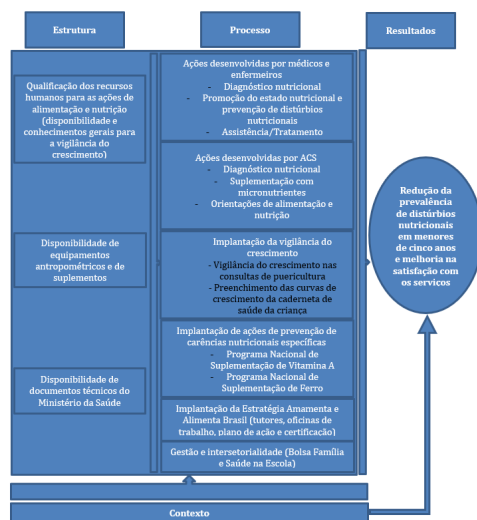 Estrutura
Processo
Resultados
Qualificação dos recursos
humanos para as ações de
alimentação e nutrição
(disponibilidade e
conhecimentos gerais para
a vigilância do
crescimento)
Disponibilidade de
equipamentos
antropométricos e de
suplementos
Disponibilidade de
documentos técnicos do
Ministério da Saúde
Ações desenvolvidas por médicos e
enfermeiros
- Diagnóstico nutricional
- Promoção do estado nutricional e
prevenção de distúrbios
nutricionais
- Assistência/Tratamento
Ações desenvolvidas por ACS
- Diagnóstico nutricional
- Suplementação com
micronutrientes
- Orientações de alimentação e
nutrição
Implantação da vigilância do
crescimento
- Vigilância do crescimento nas
consultas de puericultura
- Preenchimento das curvas de
crescimento da caderneta de
saúde da criança
Implantação de ações de prevenção de
carências nutricionais específicas
- Programa Nacional de
Suplementação de Vitamina A
- Programa Nacional de
Suplementação de Ferro
Implantação da Estratégia Amamenta e
Alimenta Brasil (tutores, oficinas de
trabalho, plano de ação e certificação)
Gestão e intersetorialidade (Bolsa Família
e Saúde na Escola)
Redução da
prevalência
de distúrbios
nutricionais
em menores
de cinco anos
e melhoria na
satisfação com
os serviços
Contexto